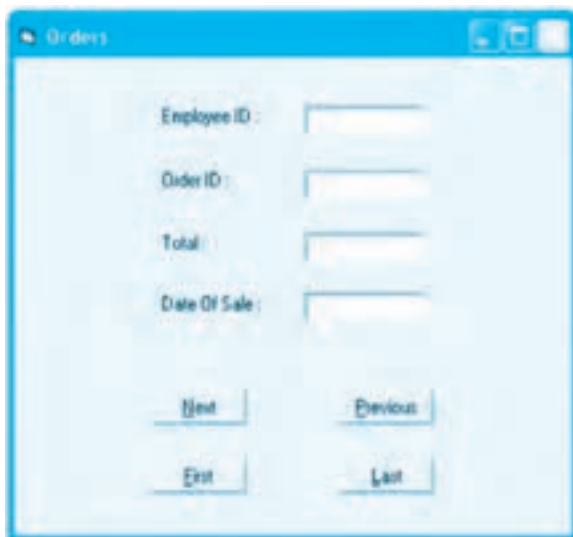 Orders
Employee ID :
Order ID :
Total :
Date Of Sale :
Next Previous
First Last